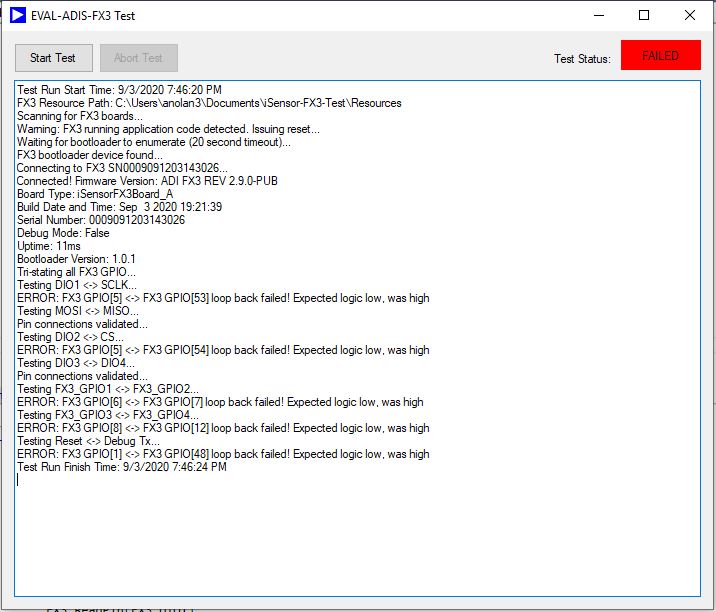 EVAL-ADIS-FX3 Test
Start Test
Abort Test
Test Status:
FAILED
Test Run Start Time: 9/3/2020 7:46:20 PM
FX3 Resource Path: C:\Users\anolan3\Documents\iSensor-FX3-Test\Resources
Scanning for FX3 boards...
Warning: FX3 running application code detected. Issuing reset...
Waiting for bootloader to enumerate (20 second timeout)...
FX3 bootloader device found...
Connecting to FX3 SN0009091203143026...
Connected! Firmware Version: ADI FX3 REV 2.9.0-PUB
Board Type: iSensorFX3Board_A
Build Date and Time: Sep  3 2020 19:21:39
Serial Number: 0009091203143026
Debug Mode: False
Uptime: 11ms
Bootloader Version: 1.0.1
Tri-stating all FX3 GPIO...
Testing DIO1 <-> SCLK...
ERROR: FX3 GPIO[5] <-> FX3 GPIO[53] loop back failed! Expected logic low, was high
Testing MOSI <-> MISO...
Pin connections validated...
Testing DIO2 <-> CS...
ERROR: FX3 GPIO[5] <-> FX3 GPIO[54] loop back failed! Expected logic low, was high
Testing DIO3 <-> DIO4...
Pin connections validated...
Testing FX3_GPIO1 <-> FX3_GPIO2...
ERROR: FX3 GPIO[6] <-> FX3 GPIO[7] loop back failed! Expected logic low, was high
Testing FX3_GPIO3 <-> FX3_GPIO4...
ERROR: FX3 GPIO[8] <-> FX3 GPIO[12] loop back failed! Expected logic low, was high
Testing Reset <-> Debug Tx...
ERROR: FX3 GPIO[1] <-> FX3 GPIO[48] loop back failed! Expected logic low, was high
Test Run Finish Time: 9/3/2020 7:46:24 PM